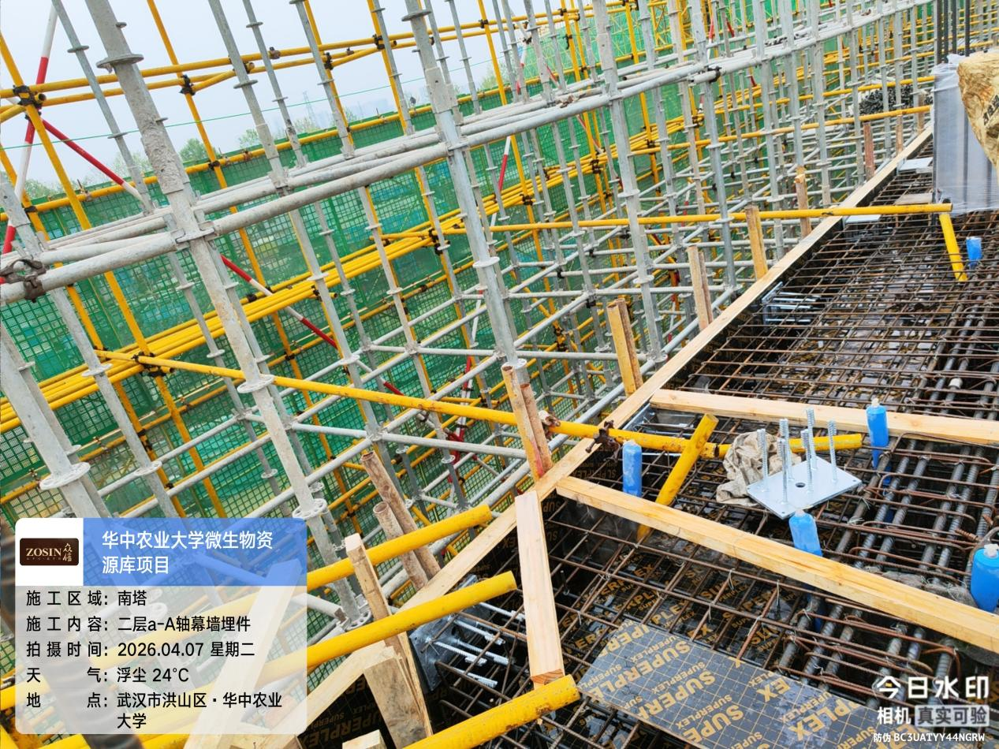 ZOSIN 众信
华中农业大学微生物资
源库项目
施工区域：南塔
施工内容：二层a-A轴幕墙埋件
拍摄时间：2026.04.07 星期二
天气：浮尘 24℃
地点：武汉市洪山区·华中农业
大学
SUPERPLEX
SUPERPLEX
SUPERPL
SUPE
今日水印
相机 真实可验
防伪 BC3UATYY44NGRW